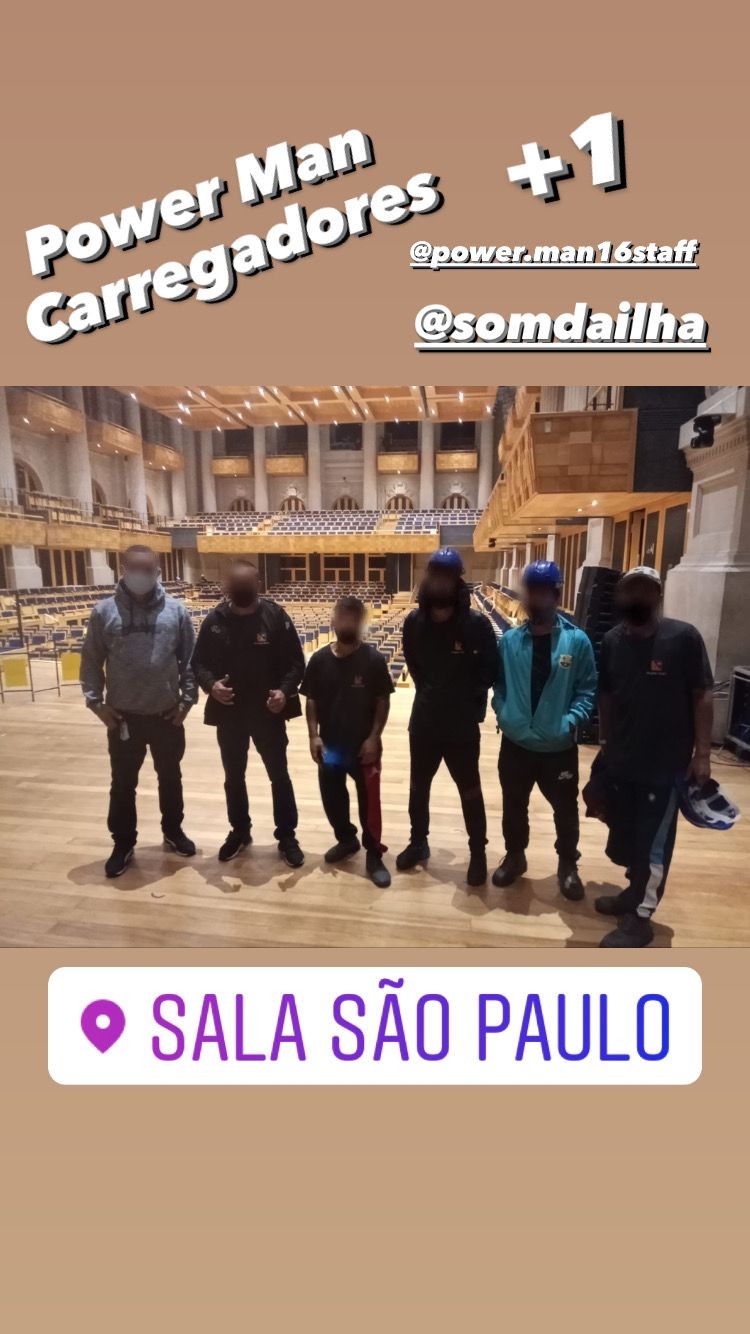 Power Man
Carregadores
+1
@power.man16staff
@somdailha
SALA SÃO PAULO